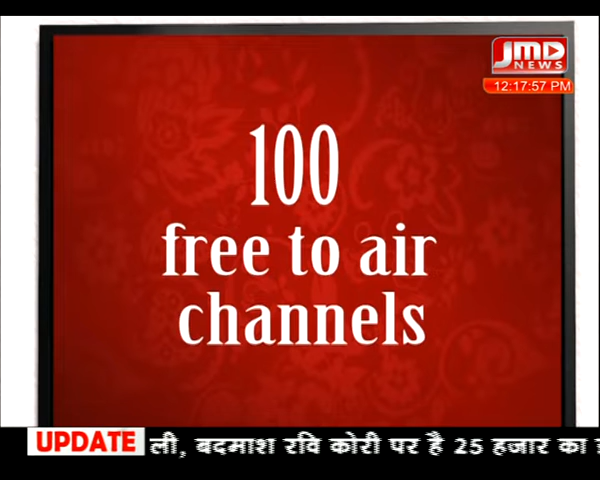 JMD
NEWS
12:17:57 PM
100
free to air
channels
UPDATE ली, बदमाश रवि कोरी पर है 25 हजार का